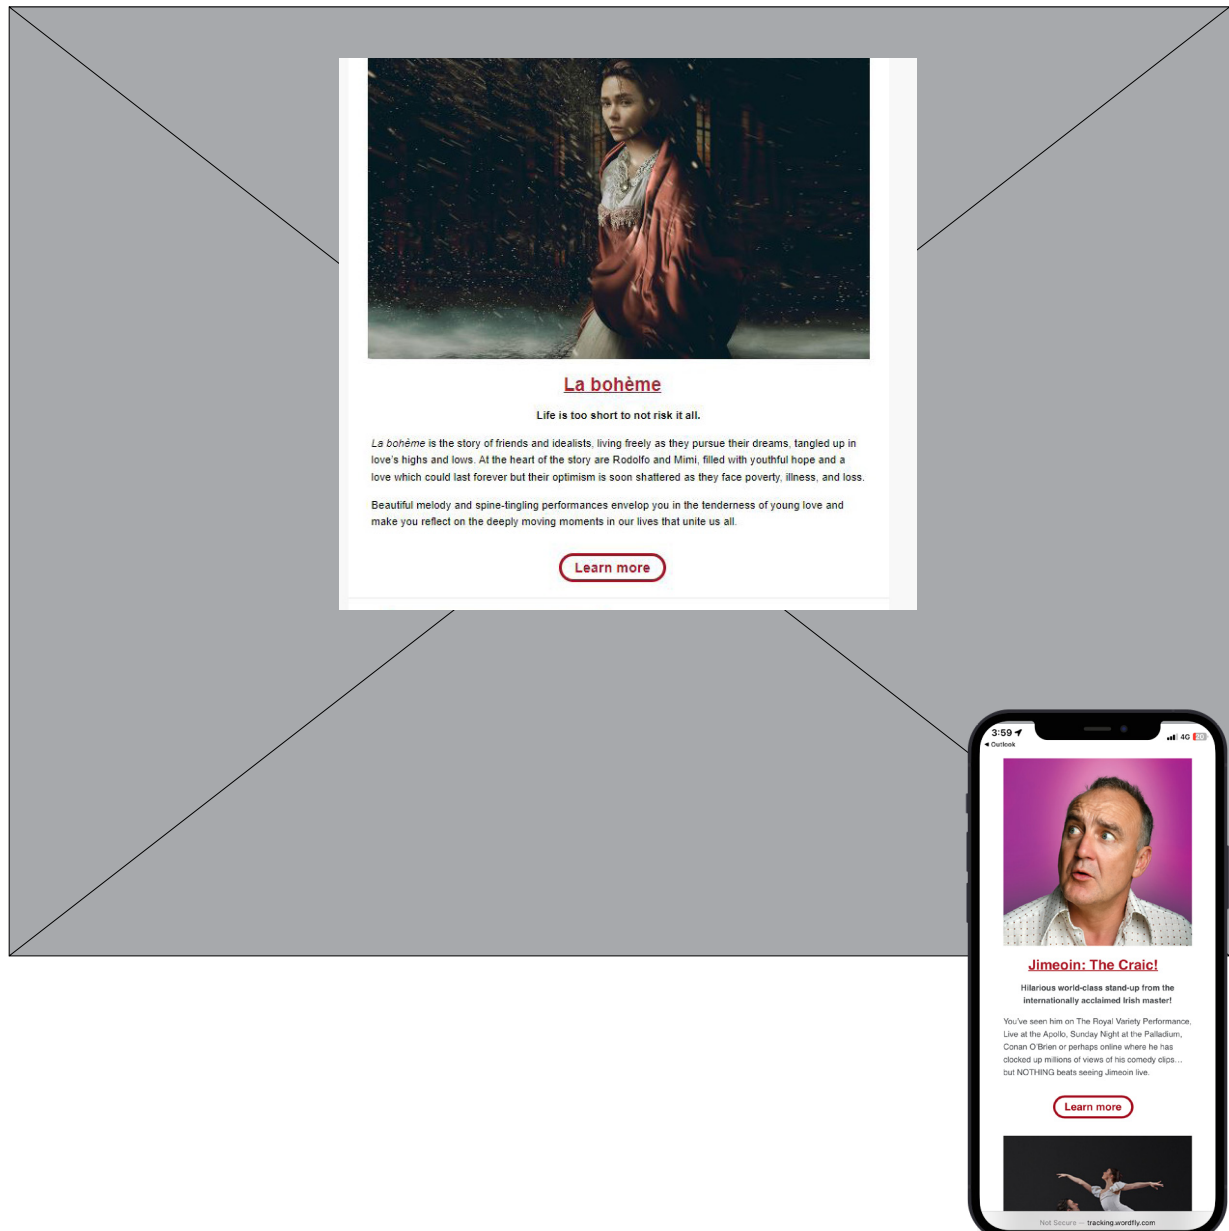 La bohème
Life is too short to not risk it all.
La bohème is the story of friends and idealists, living freely as they pursue their dreams, tangled up in
love's highs and lows. At the heart of the story are Rodolfo and Mimi, filled with youthful hope and a
love which could last forever but their optimism is soon shattered as they face poverty, illness, and loss.
Beautiful melody and spine-tingling performances envelop you in the tenderness of young love and
make you reflect on the deeply moving moments in our lives that unite us all.
Learn more
3:59
4G 20
Outlook
Jimeoin: The Craic!
Hilarious world-class stand-up from the
internationally acclaimed Irish master!
You've seen him on The Royal Variety Performance,
Live at the Apollo, Sunday Night at the Palladium,
Conan O'Brien or perhaps online where he has
clocked up millions of views of his comedy clips…
but NOTHING beats seeing Jimeoin live.
Learn more
Not Secure — tracking.wordfly.com